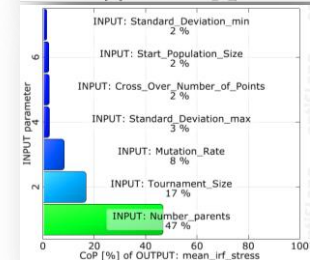 INPUT: Standard_Deviation_min
2 %
INPUT: Start_Population_Size
2 %
INPUT: Cross_Over_Number_of_Points
2 %
INPUT: Standard_Deviation_max
3 %
INPUT: Mutation_Rate
8 %
INPUT: Tournament_Size
17 %
INPUT: Number_parents
47 %
INPUT parameter
6
4
2
0 20 40 60 80 100
CoP [%] of OUTPUT: mean_irf_stress